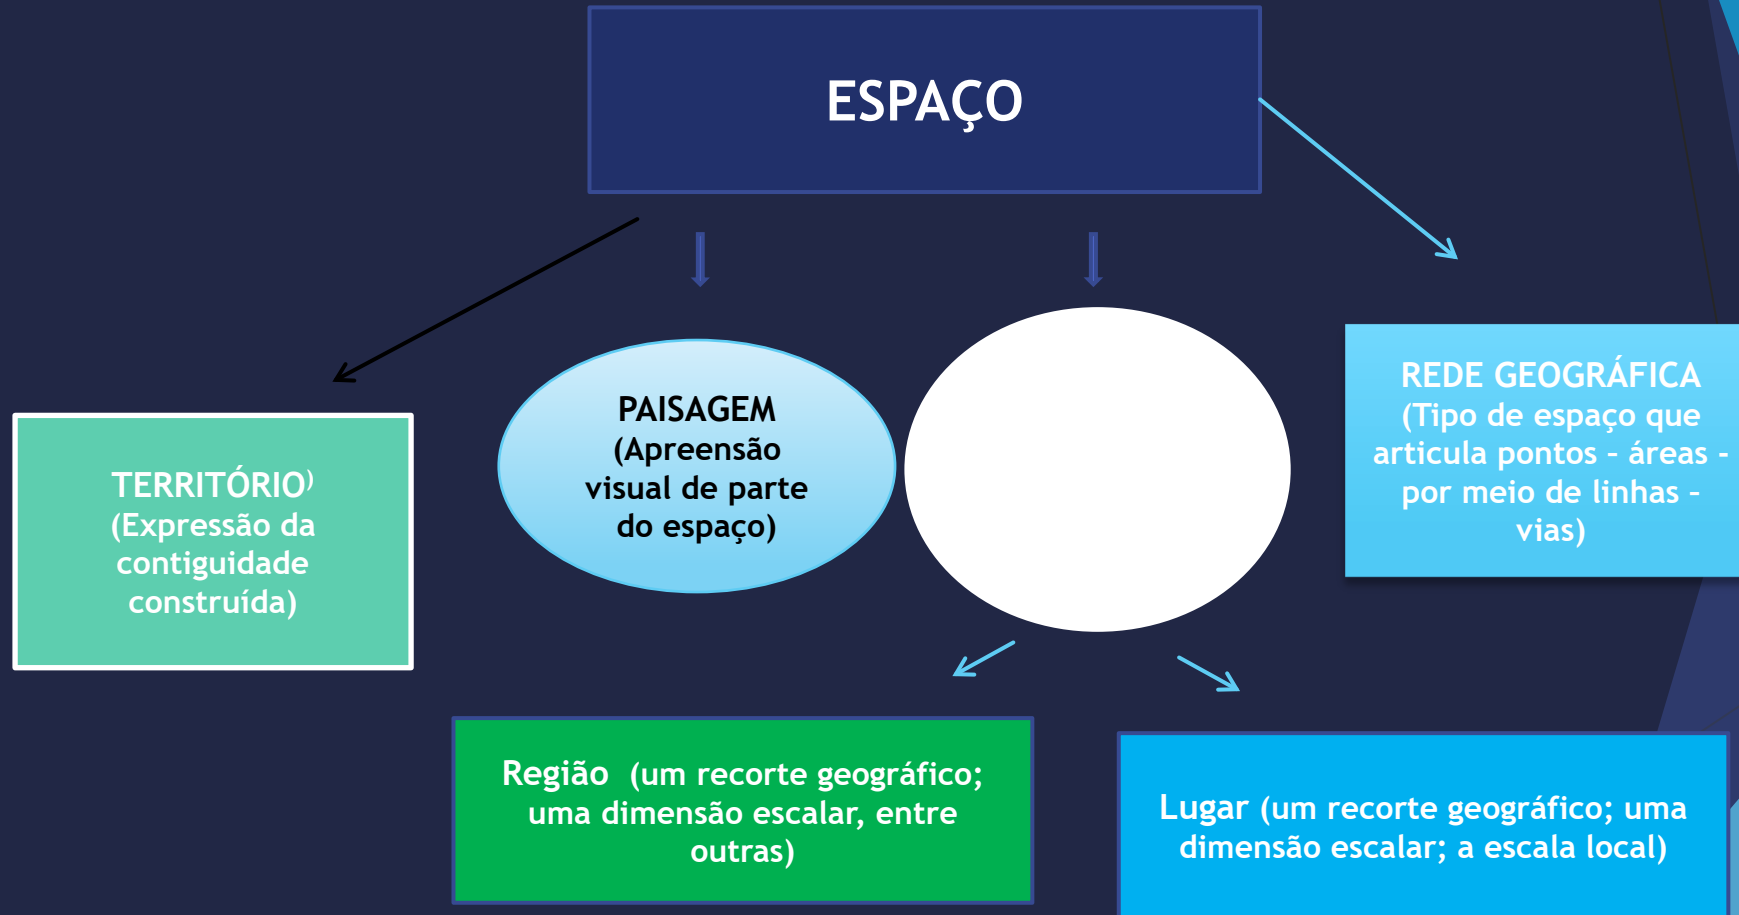 ESPAÇO
TERRITÓRIO)
(Expressão da
contiguidade
construída)
PAISAGEM
(Apreensão
visual de parte
do espaço)
REDE GEOGRÁFICA
(Tipo de espaço que
articula pontos – áreas -
por meio de linhas –
vias)
Região (um recorte geográfico;
uma dimensão escalar, entre
outras)
Lugar (um recorte geográfico; uma
dimensão escalar; a escala local)